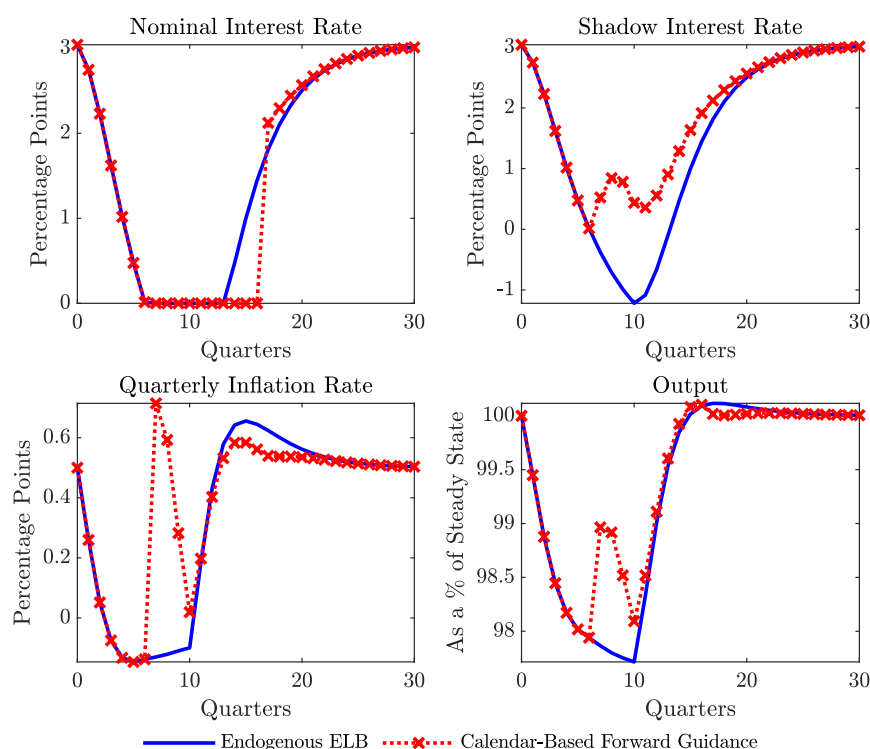 Nominal Interest Rate
Shadow Interest Rate
Percentage Points
3
2
1
0
0 10 20 30
Quarters
Percentage Points
3
2
1
0
-1
0 10 20 30
Quarters
Quarterly Inflation Rate
Output
Percentage Points
0.6
0.4
0.2
0
0 10 20 30
Quarters
As a % of Steady State
100
99.5
99
98.5
98
0 10 20 30
Quarters
Endogenous ELB
Calendar-Based Forward Guidance